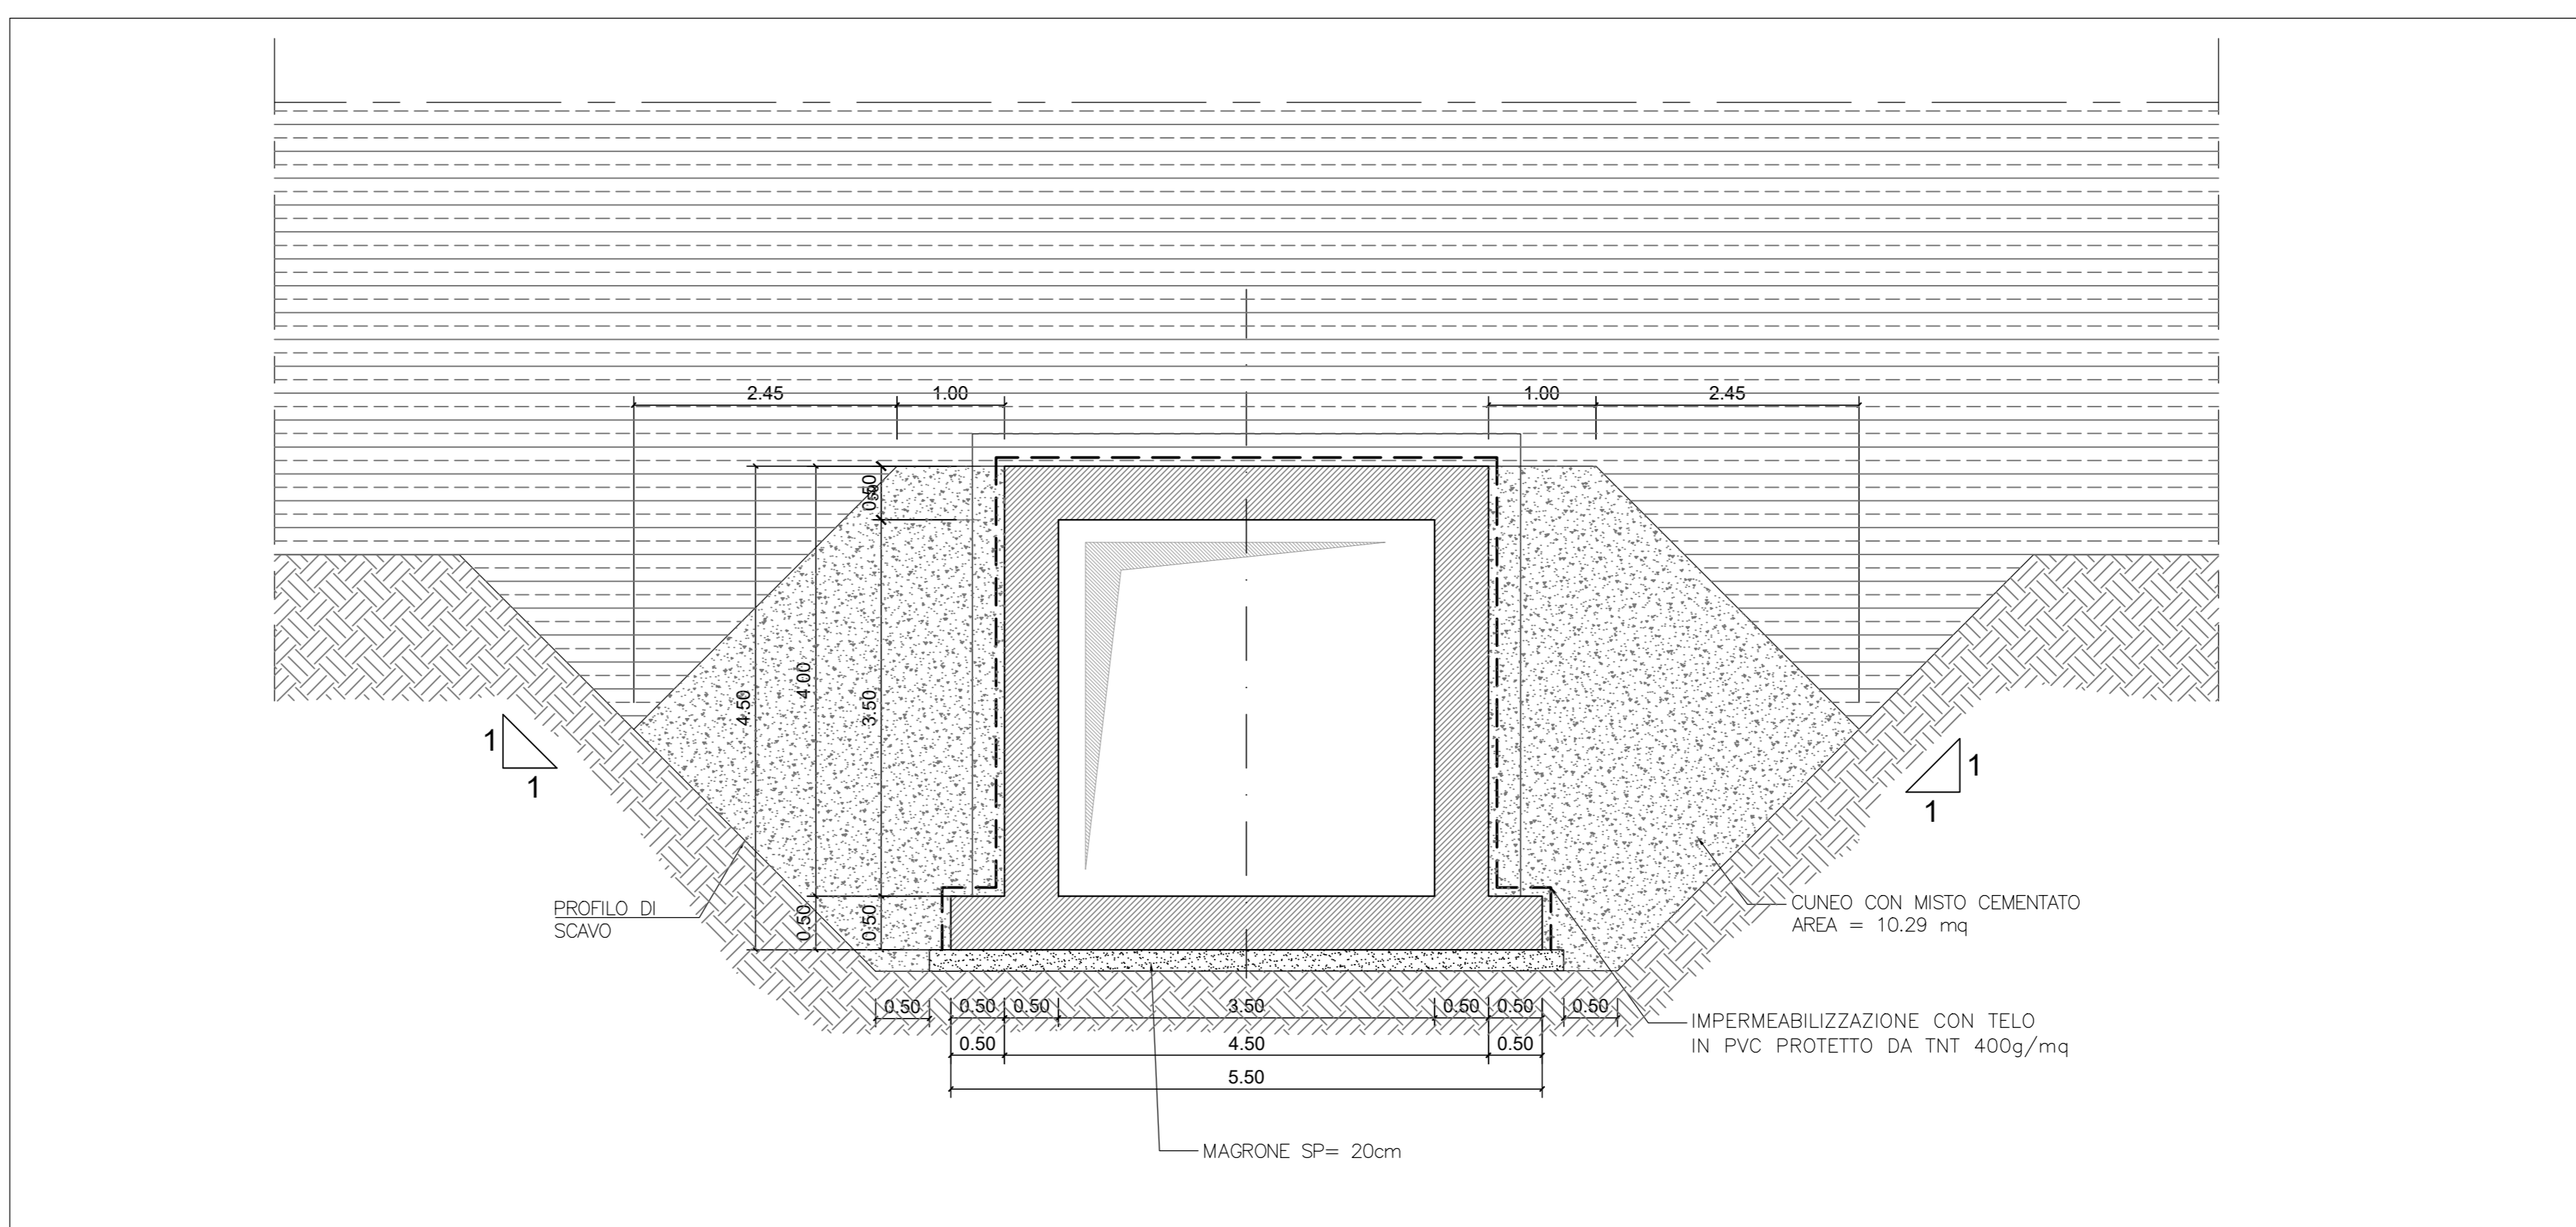 2.45
1.00
1.00
2.45
0.50
4.50
4.00
3.50
0.50
0.50
1
1
1
1
PROFILO DI
SCAVO
CUNEO CON MISTO CEMENTATO
AREA = 10.29 mq
0.50 0.50 0.50 3.50 0.50 0.50 0.50
0.50 4.50 0.50
5.50
IMPERMEABILIZZAZIONE CON TELO
IN PVC PROTETTO DA TNT 400g/mq
MAGRONE SP= 20cm